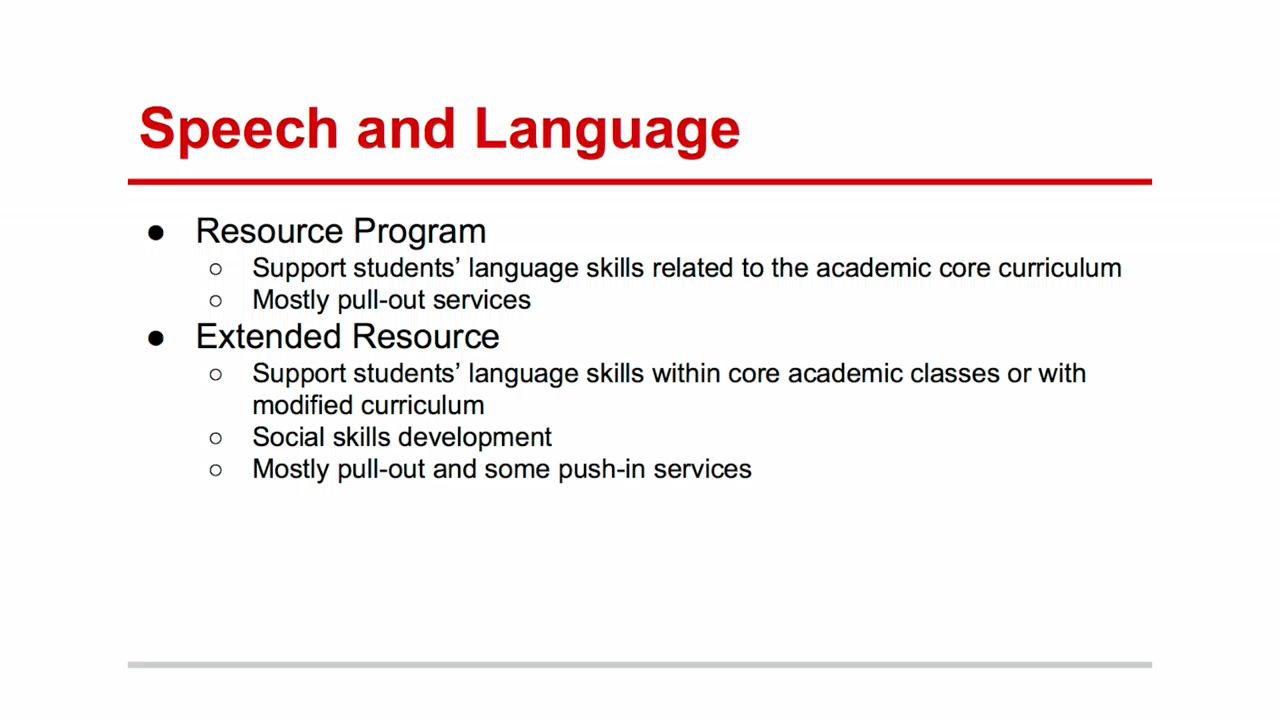 Speech and Language
● Resource Program
○ Support students’ language skills related to the academic core curriculum
○ Mostly pull-out services
● Extended Resource
○ Support students’ language skills within core academic classes or with
modified curriculum
○ Social skills development
○ Mostly pull-out and some push-in services